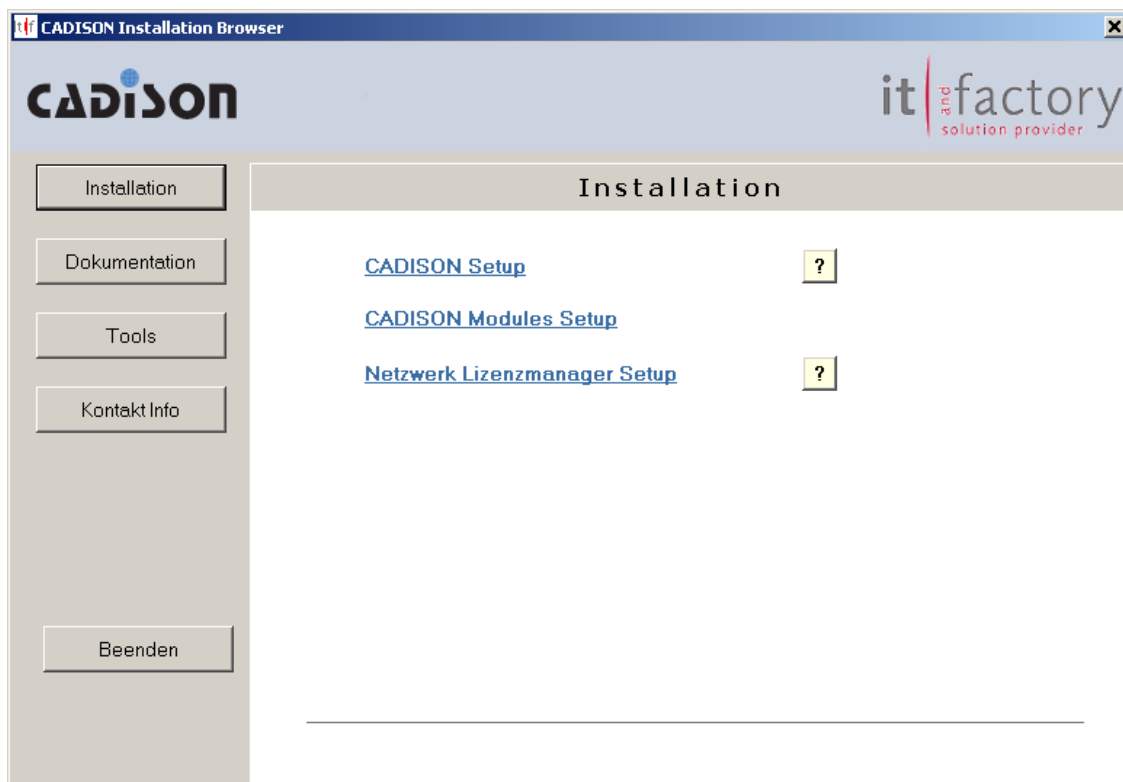 CADISON Installation Browser
CADISON
it and factory
solution provider
Installation
Dokumentation
Tools
Kontakt Info
Beenden
Installation
CADISON Setup ?
CADISON Modules Setup
Netzwerk Lizenzmanager Setup ?